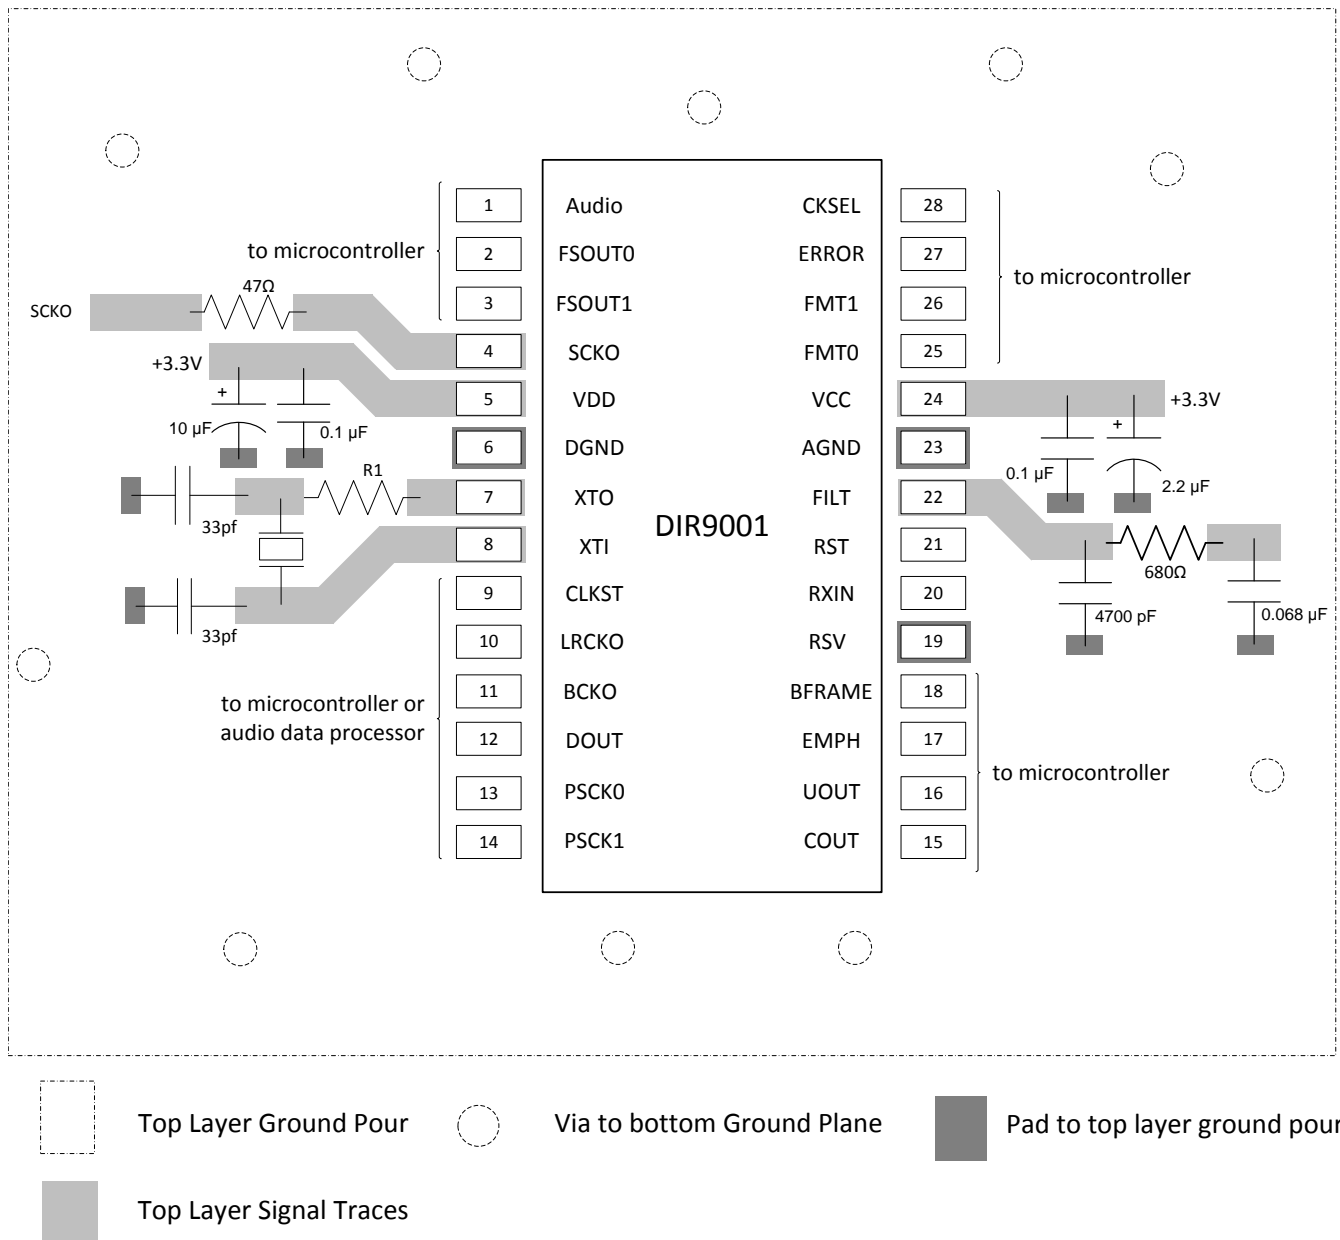 1 Audio CKSEL 28
to microcontroller 2 FSOUT0 ERROR 27
to microcontroller
47Ω
SCKO 3 FSOUT1 FMT1 26
4 SCKO FMT0 25
+3.3V
5 VDD VCC 24 +3.3V
+ +
10 µF 0.1 µF 6 DGND AGND 23
0.1 µF 2.2 µF
R1
7 XTO FILT 22
33pf
DIR9001
8 XTI RST 21
680Ω
9 CLKST RXIN 20
33pf 4700 pF 0.068 µF
10 LRCKO RSV 19
11 BCKO BFRAME 18
to microcontroller or
audio data processor
12 DOUT EMPH 17
to microcontroller
13 PSCK0 UOUT 16
14 PSCK1 COUT 15
Top Layer Ground Pour Via to bottom Ground Plane Pad to top layer ground pour
Top Layer Signal Traces